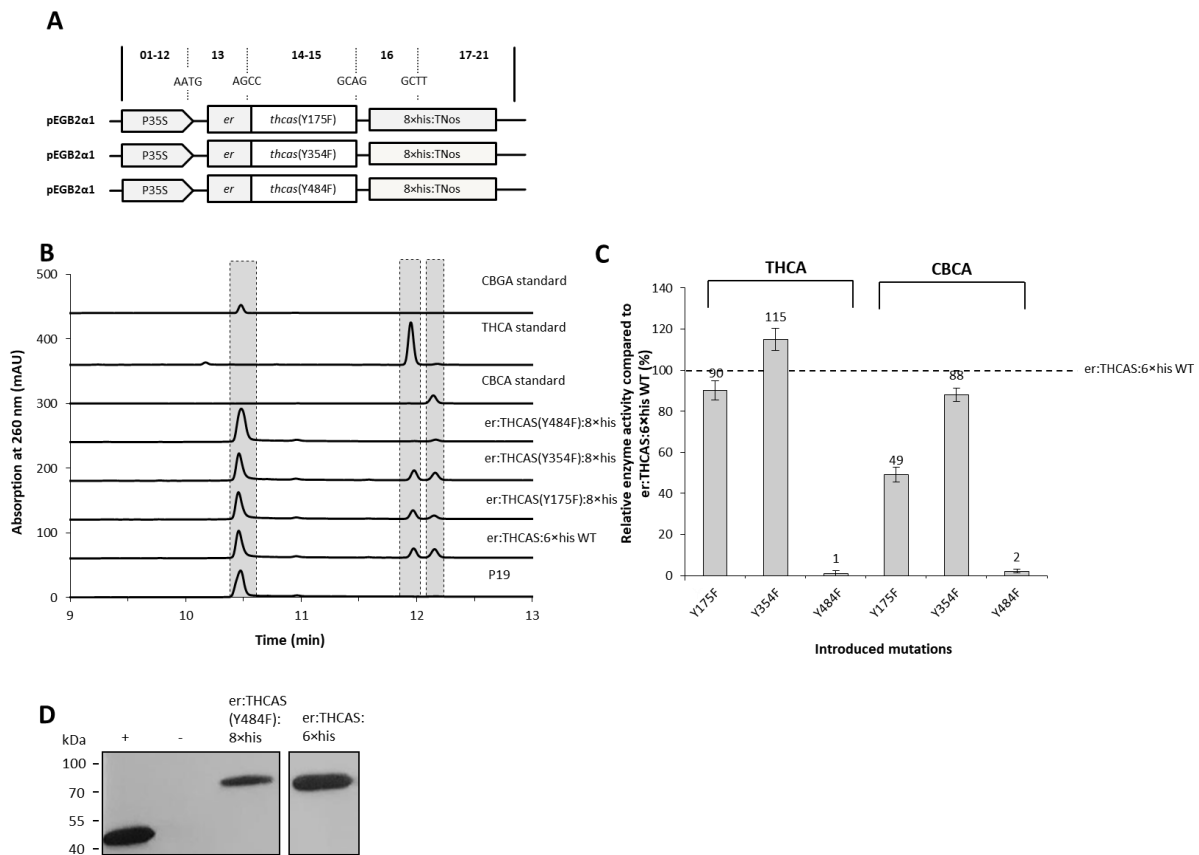 A
01-12 13 14-15 16 17-21
AATG AGCC GCAG GCTT
pEGB2α1 P35S er thcas(Y175F) 8×his:TNos
pEGB2α1 P35S er thcas(Y354F) 8×his:TNos
pEGB2α1 P35S er thcas(Y484F) 8×his:TNos
B
Absorption at 260 nm (mAU)
500
400
300
200
100
0
CBGA standard
THCA standard
CBCA standard
er:THCAS(Y484F):8×his
er:THCAS(Y354F):8×his
er:THCAS(Y175F):8×his
er:THCAS:6×his WT
P19
9 10 11 12 13
Time (min)
C
THCA CBCA
Relative enzyme activity compared to
er:THCAS:6×his WT (%)
140
120
100
80
60
40
20
0
90 115 1 49 88 2
er:THCAS:6×his WT
Y175F Y354F Y484F Y175F Y354F Y484F
Introduced mutations
D
er:THCAS
(Y484F):
8×his
er:THCAS:
6×his
kDa + -
100
70
55
40